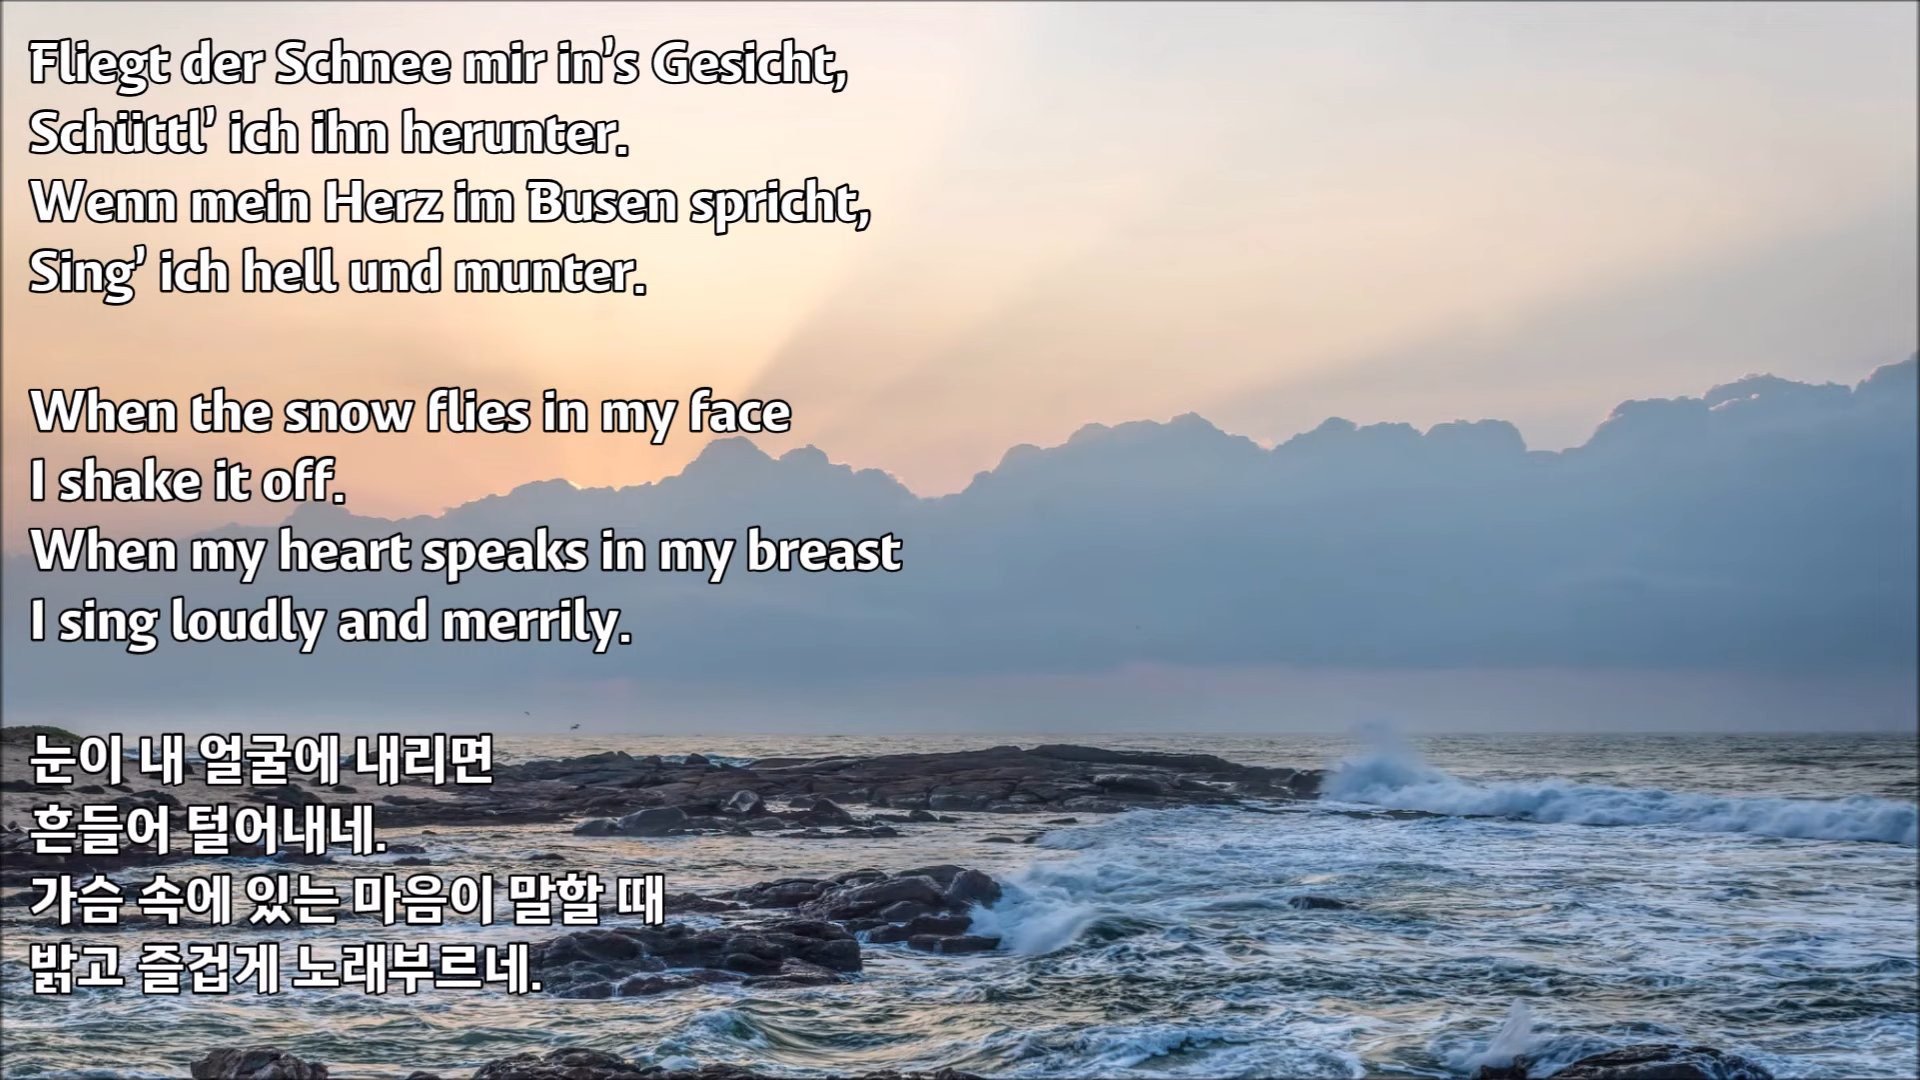 Fliegt der Schnee mir in's Gesicht,
Schüttl' ich ihn herunter.
Wenn mein Herz im Busen spricht,
Sing' ich hell und munter.
When the snow flies in my face
I shake it off.
When my heart speaks in my breast
I sing loudly and merrily.
눈이 내 얼굴에 내리면
흔들어 털어내네.
가슴 속에 있는 마음이 말할 때
밝고 즐겁게 노래부르네.